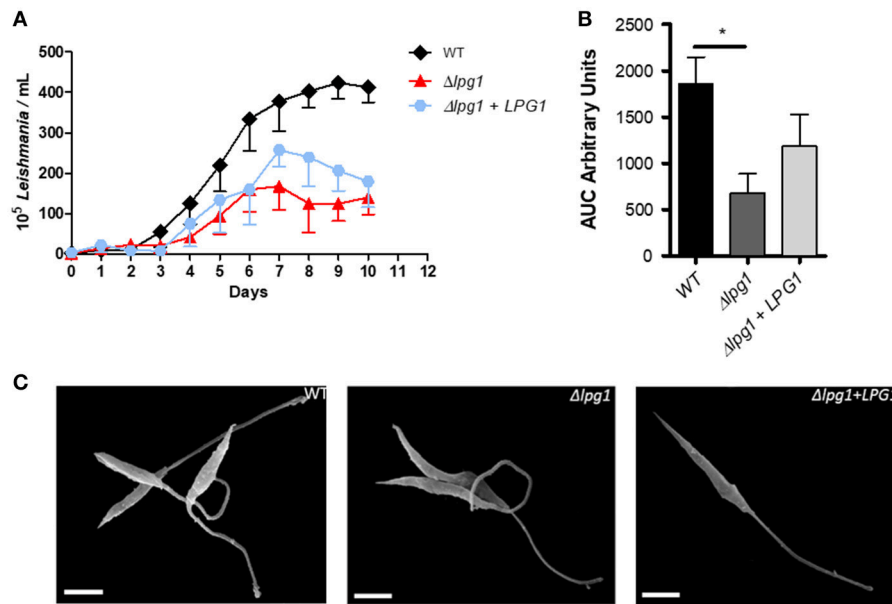 A
500
400
300
200
100
0
10⁵ Leishmania / mL
0 1 2 3 4 5 6 7 8 9 10 11 12
Days
WT
Δlpg1
Δlpg1 + LPG1
B
2500
2000
1500
1000
500
0
AUC Arbitrary Units
*
WT
Δlpg1
Δlpg1 + LPG1
C
WT
Δlpg1
Δlpg1+LPG1